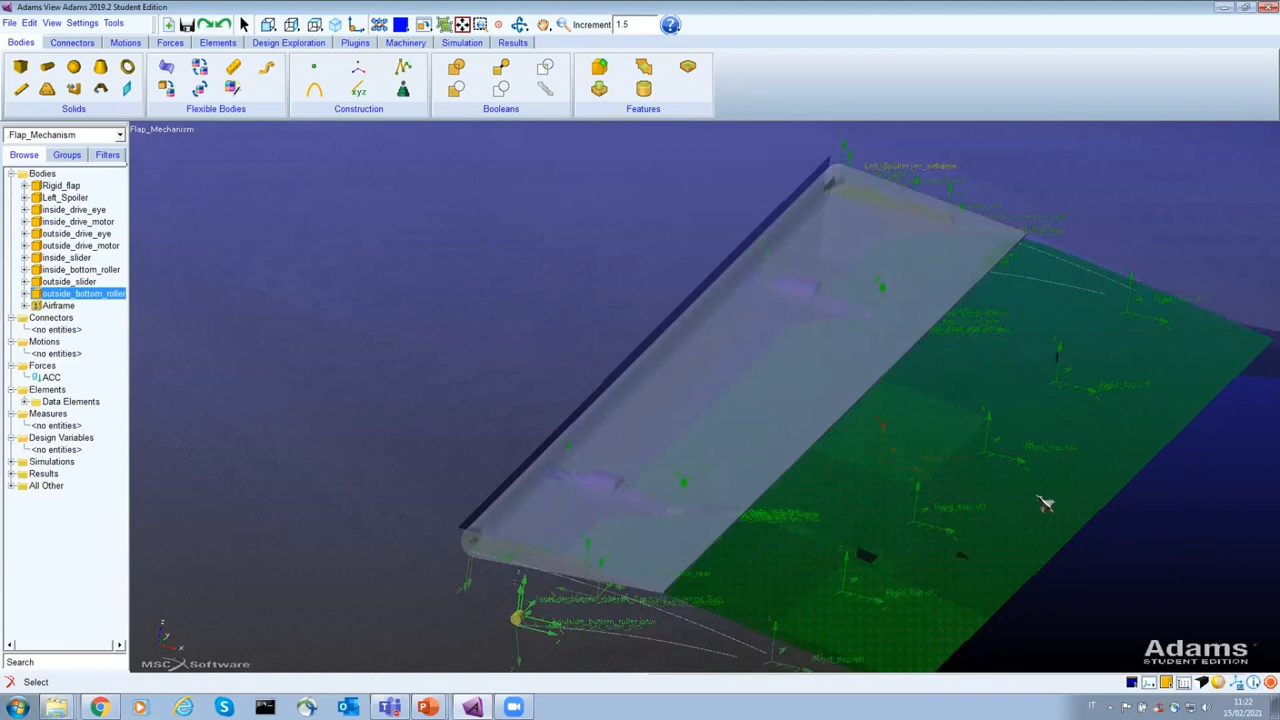 Adams View Adams 2019.2 Student Edition
File Edit View Settings Tools
Increment 1.5
Bodies Connectors Motions Forces Elements Design Exploration Plugins Machinery Simulation Results
Solids Flexible Bodies Construction Booleans Features
.Flap_Mechanism
Flap_Mechanism
Browse Groups Filters
Bodies
Rigid_flap
Left_Spoiler
inside_drive_eye
inside_drive_motor
outside_drive_eye
outside_drive_motor
inside_slider
inside_bottom_roller
outside_slider
outside_bottom_roller
Airframe
Connectors
<no entities>
Motions
<no entities>
Forces
ACC
Elements
Data Elements
Measures
<no entities>
Design Variables
<no entities>
Simulations
Results
All Other
Search
Select
z
y
x
MSC Software
Adams
STUDENT EDITION
IT
11:22
15/02/2021